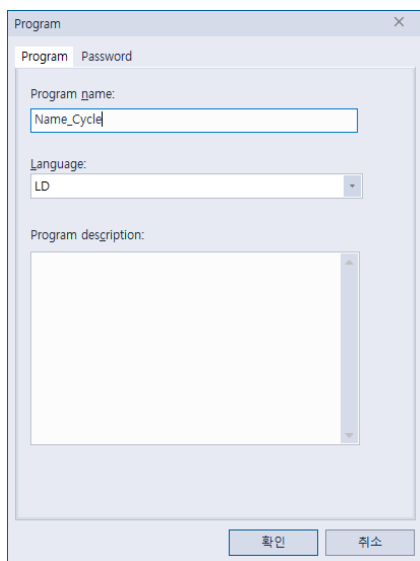 Program
Program Password
Program name:
Name_Cycle
Language:
LD
Program description:
확인 취소